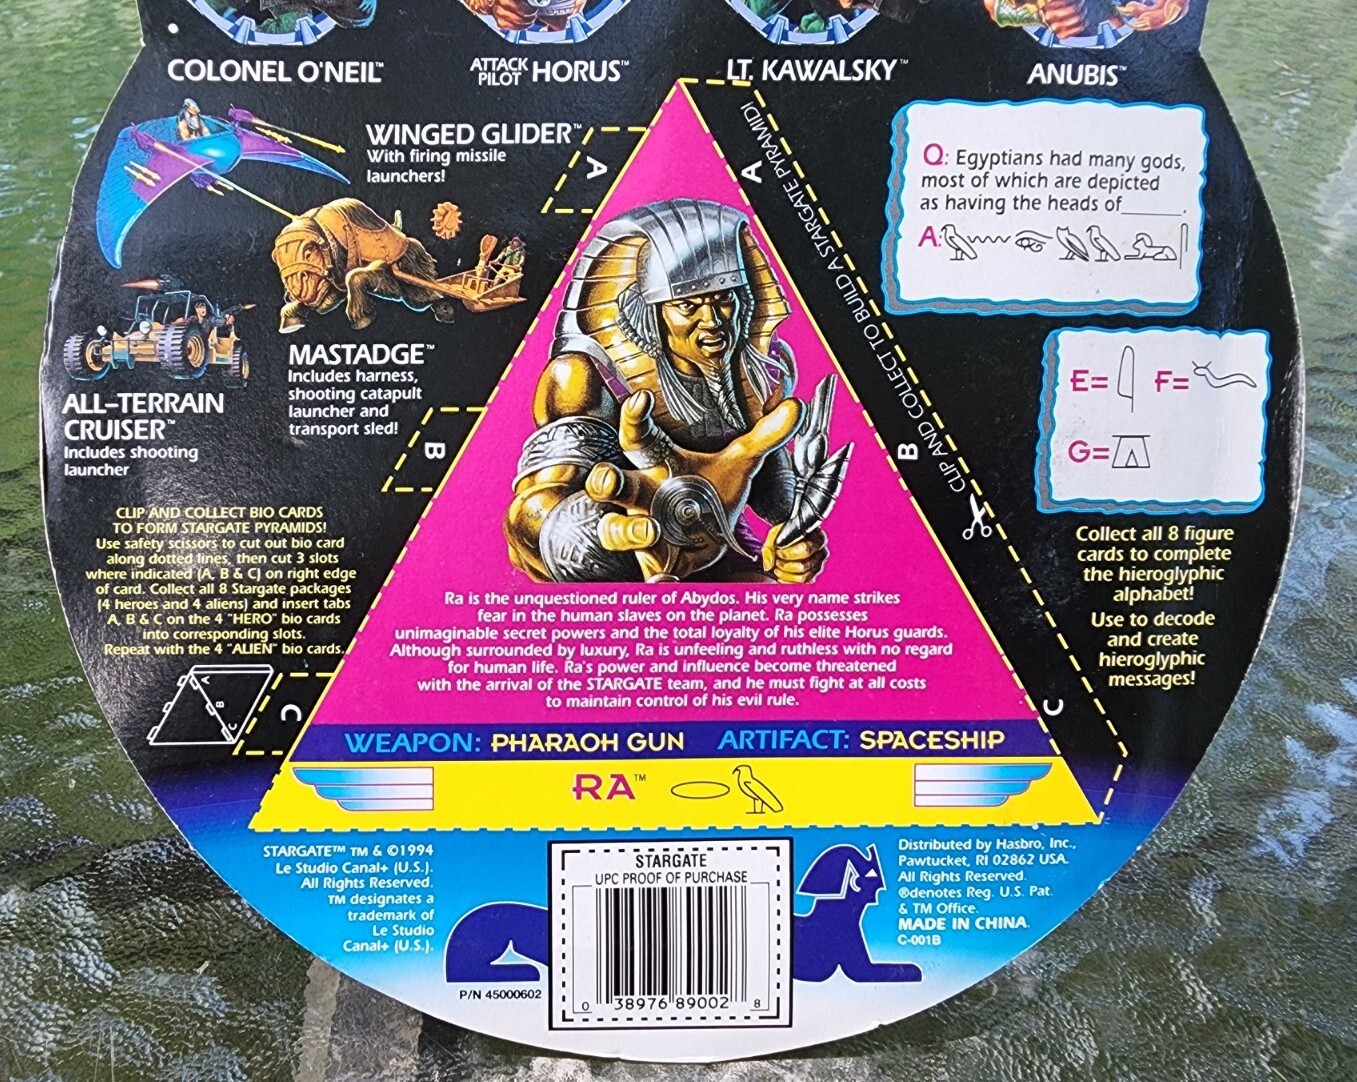 COLONEL O'NEIL™
ATTACK PILOT HORUS™
LT. KAWALSKY™
ANUBIS™
WINGED GLIDER™
With firing missile
launchers!
MASTADGE™
Includes harness,
shooting catapult
launcher and
transport sled!
ALL-TERRAIN
CRUISER™
Includes shooting
launcher
CLIP AND COLLECT BIO CARDS
TO FORM STARGATE PYRAMIDS!
Use safety scissors to cut out bio card
along dotted lines, then cut 3 slots
where indicated (A, B & C) on right edge
of card. Collect all 8 Stargate packages
(4 heroes and 4 aliens) and insert tabs
A, B & C on the 4 "HERO" bio cards
into corresponding slots.
Repeat with the 4 "ALIEN" bio cards.
A
B
C
A
B
C
A
B
C
CLIP AND COLLECT TO BUILD A STARGATE PYRAMID!
Q: Egyptians had many gods,
most of which are depicted
as having the heads of______.
A:
E= F=
G=
Collect all 8 figure
cards to complete
the hieroglyphic
alphabet!
Use to decode
and create
hieroglyphic
messages!
Ra is the unquestioned ruler of Abydos. His very name strikes
fear in the human slaves on the planet. Ra possesses
unimaginable secret powers and the total loyalty of his elite Horus guards.
Although surrounded by luxury, Ra is unfeeling and ruthless with no regard
for human life. Ra's power and influence become threatened
with the arrival of the STARGATE team, and he must fight at all costs
to maintain control of his evil rule.
WEAPON: PHARAOH GUN ARTIFACT: SPACESHIP
RA™
STARGATE™ TM & ©1994
Le Studio Canal+ (U.S.).
All Rights Reserved.
TM designates a
trademark of
Le Studio
Canal+ (U.S.).
P/N 45000602
STARGATE
UPC PROOF OF PURCHASE
0 38976 89002 8
Distributed by Hasbro, Inc.,
Pawtucket, RI 02862 USA.
All Rights Reserved.
®denotes Reg. U.S. Pat.
& TM Office.
MADE IN CHINA.
C-001B